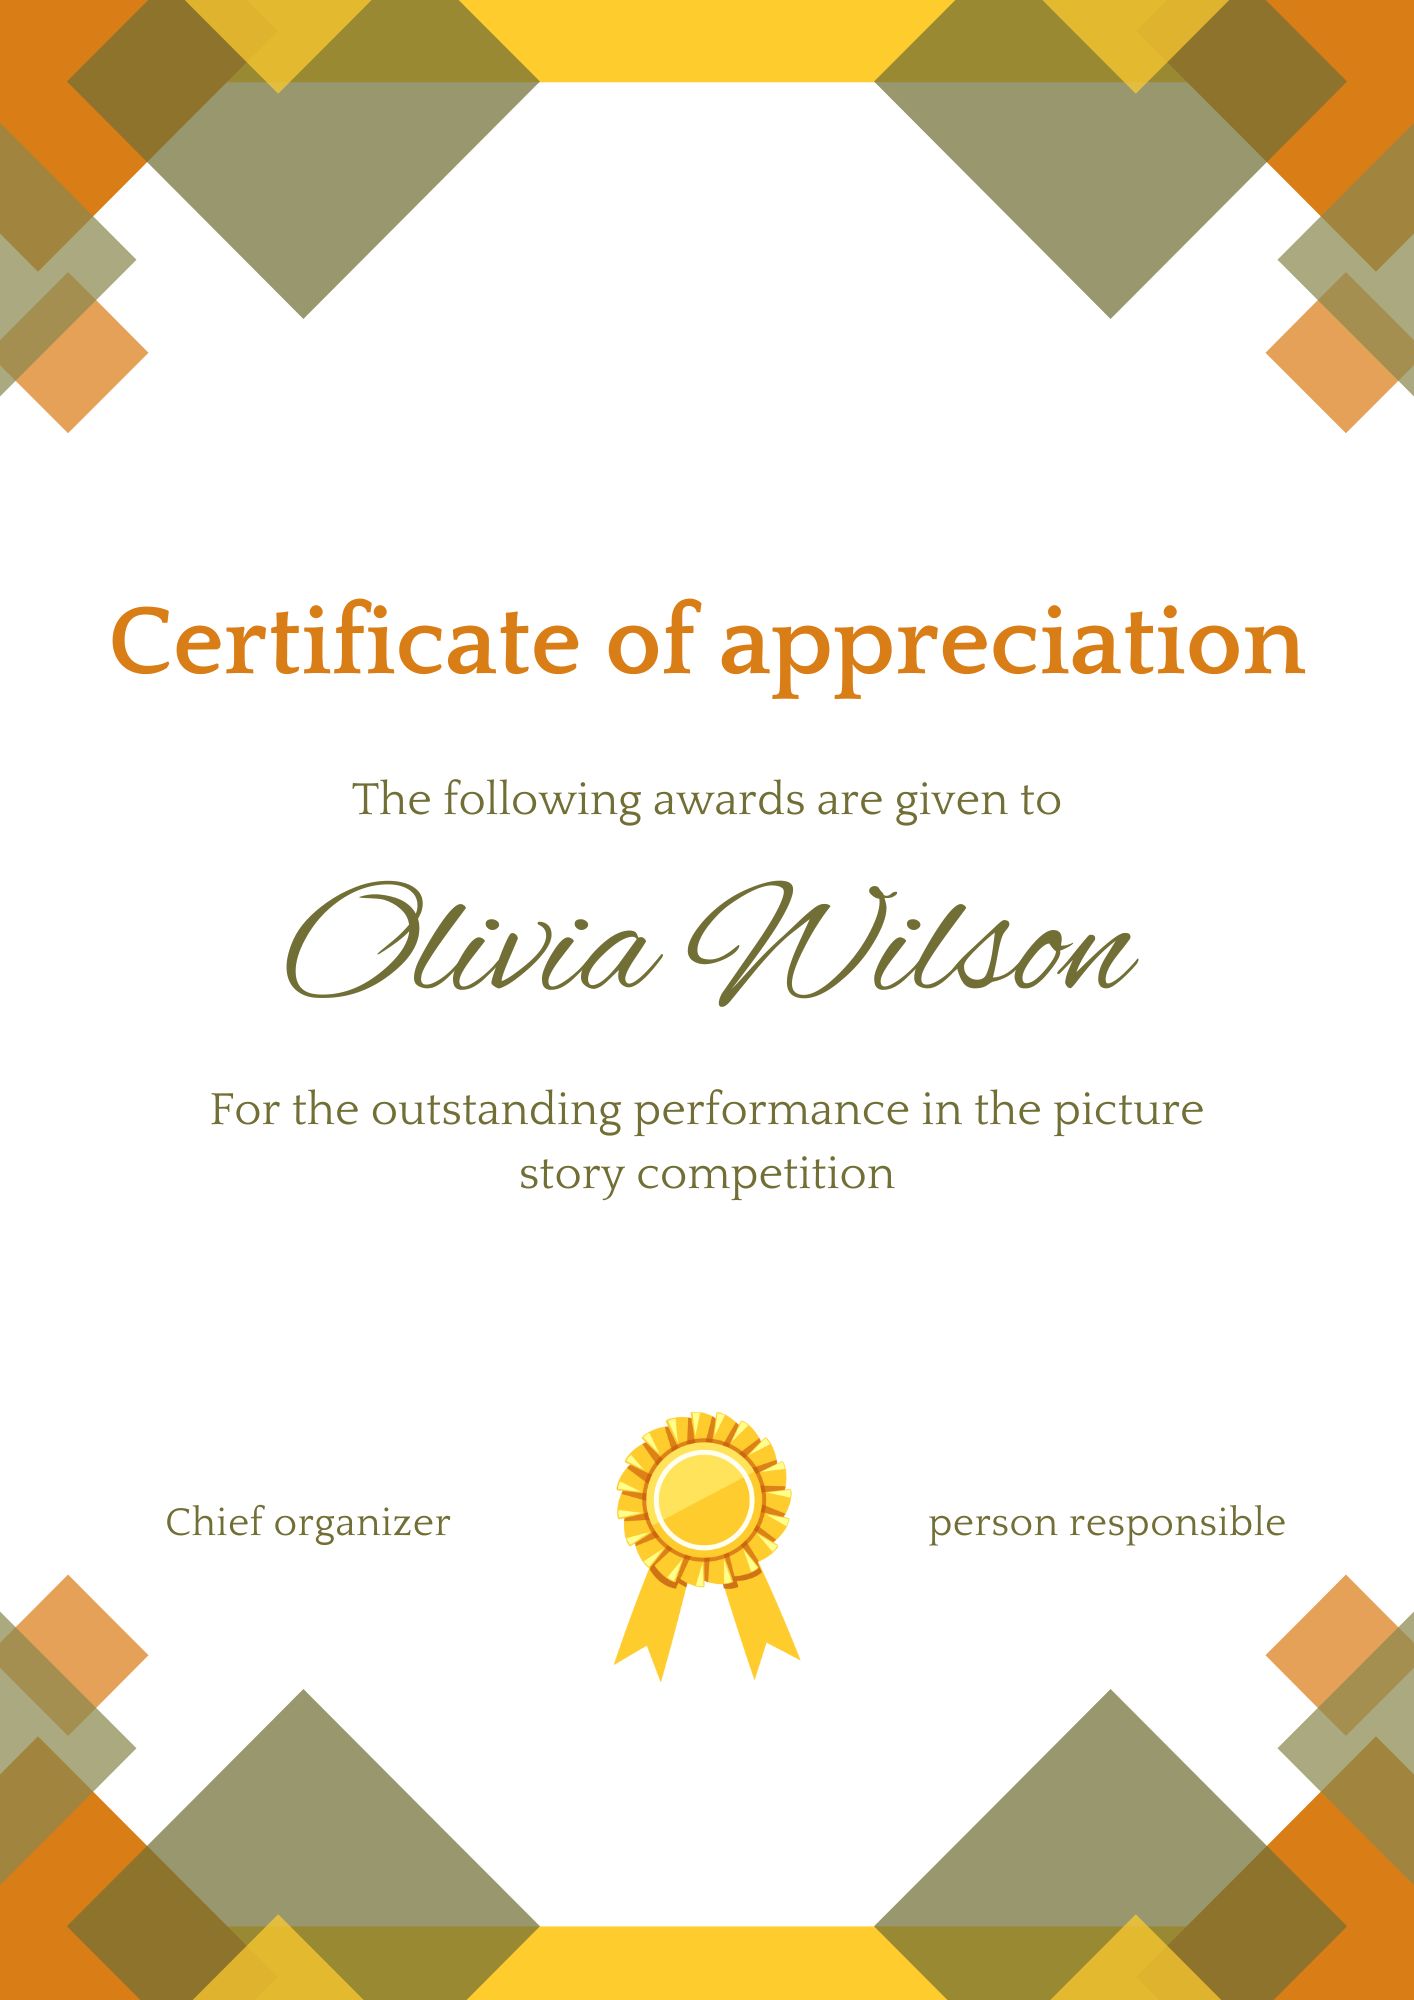 Certificate of appreciation
The following awards are given to
Olivia Wilson
For the outstanding performance in the picture
story competition
Chief organizer
person responsible